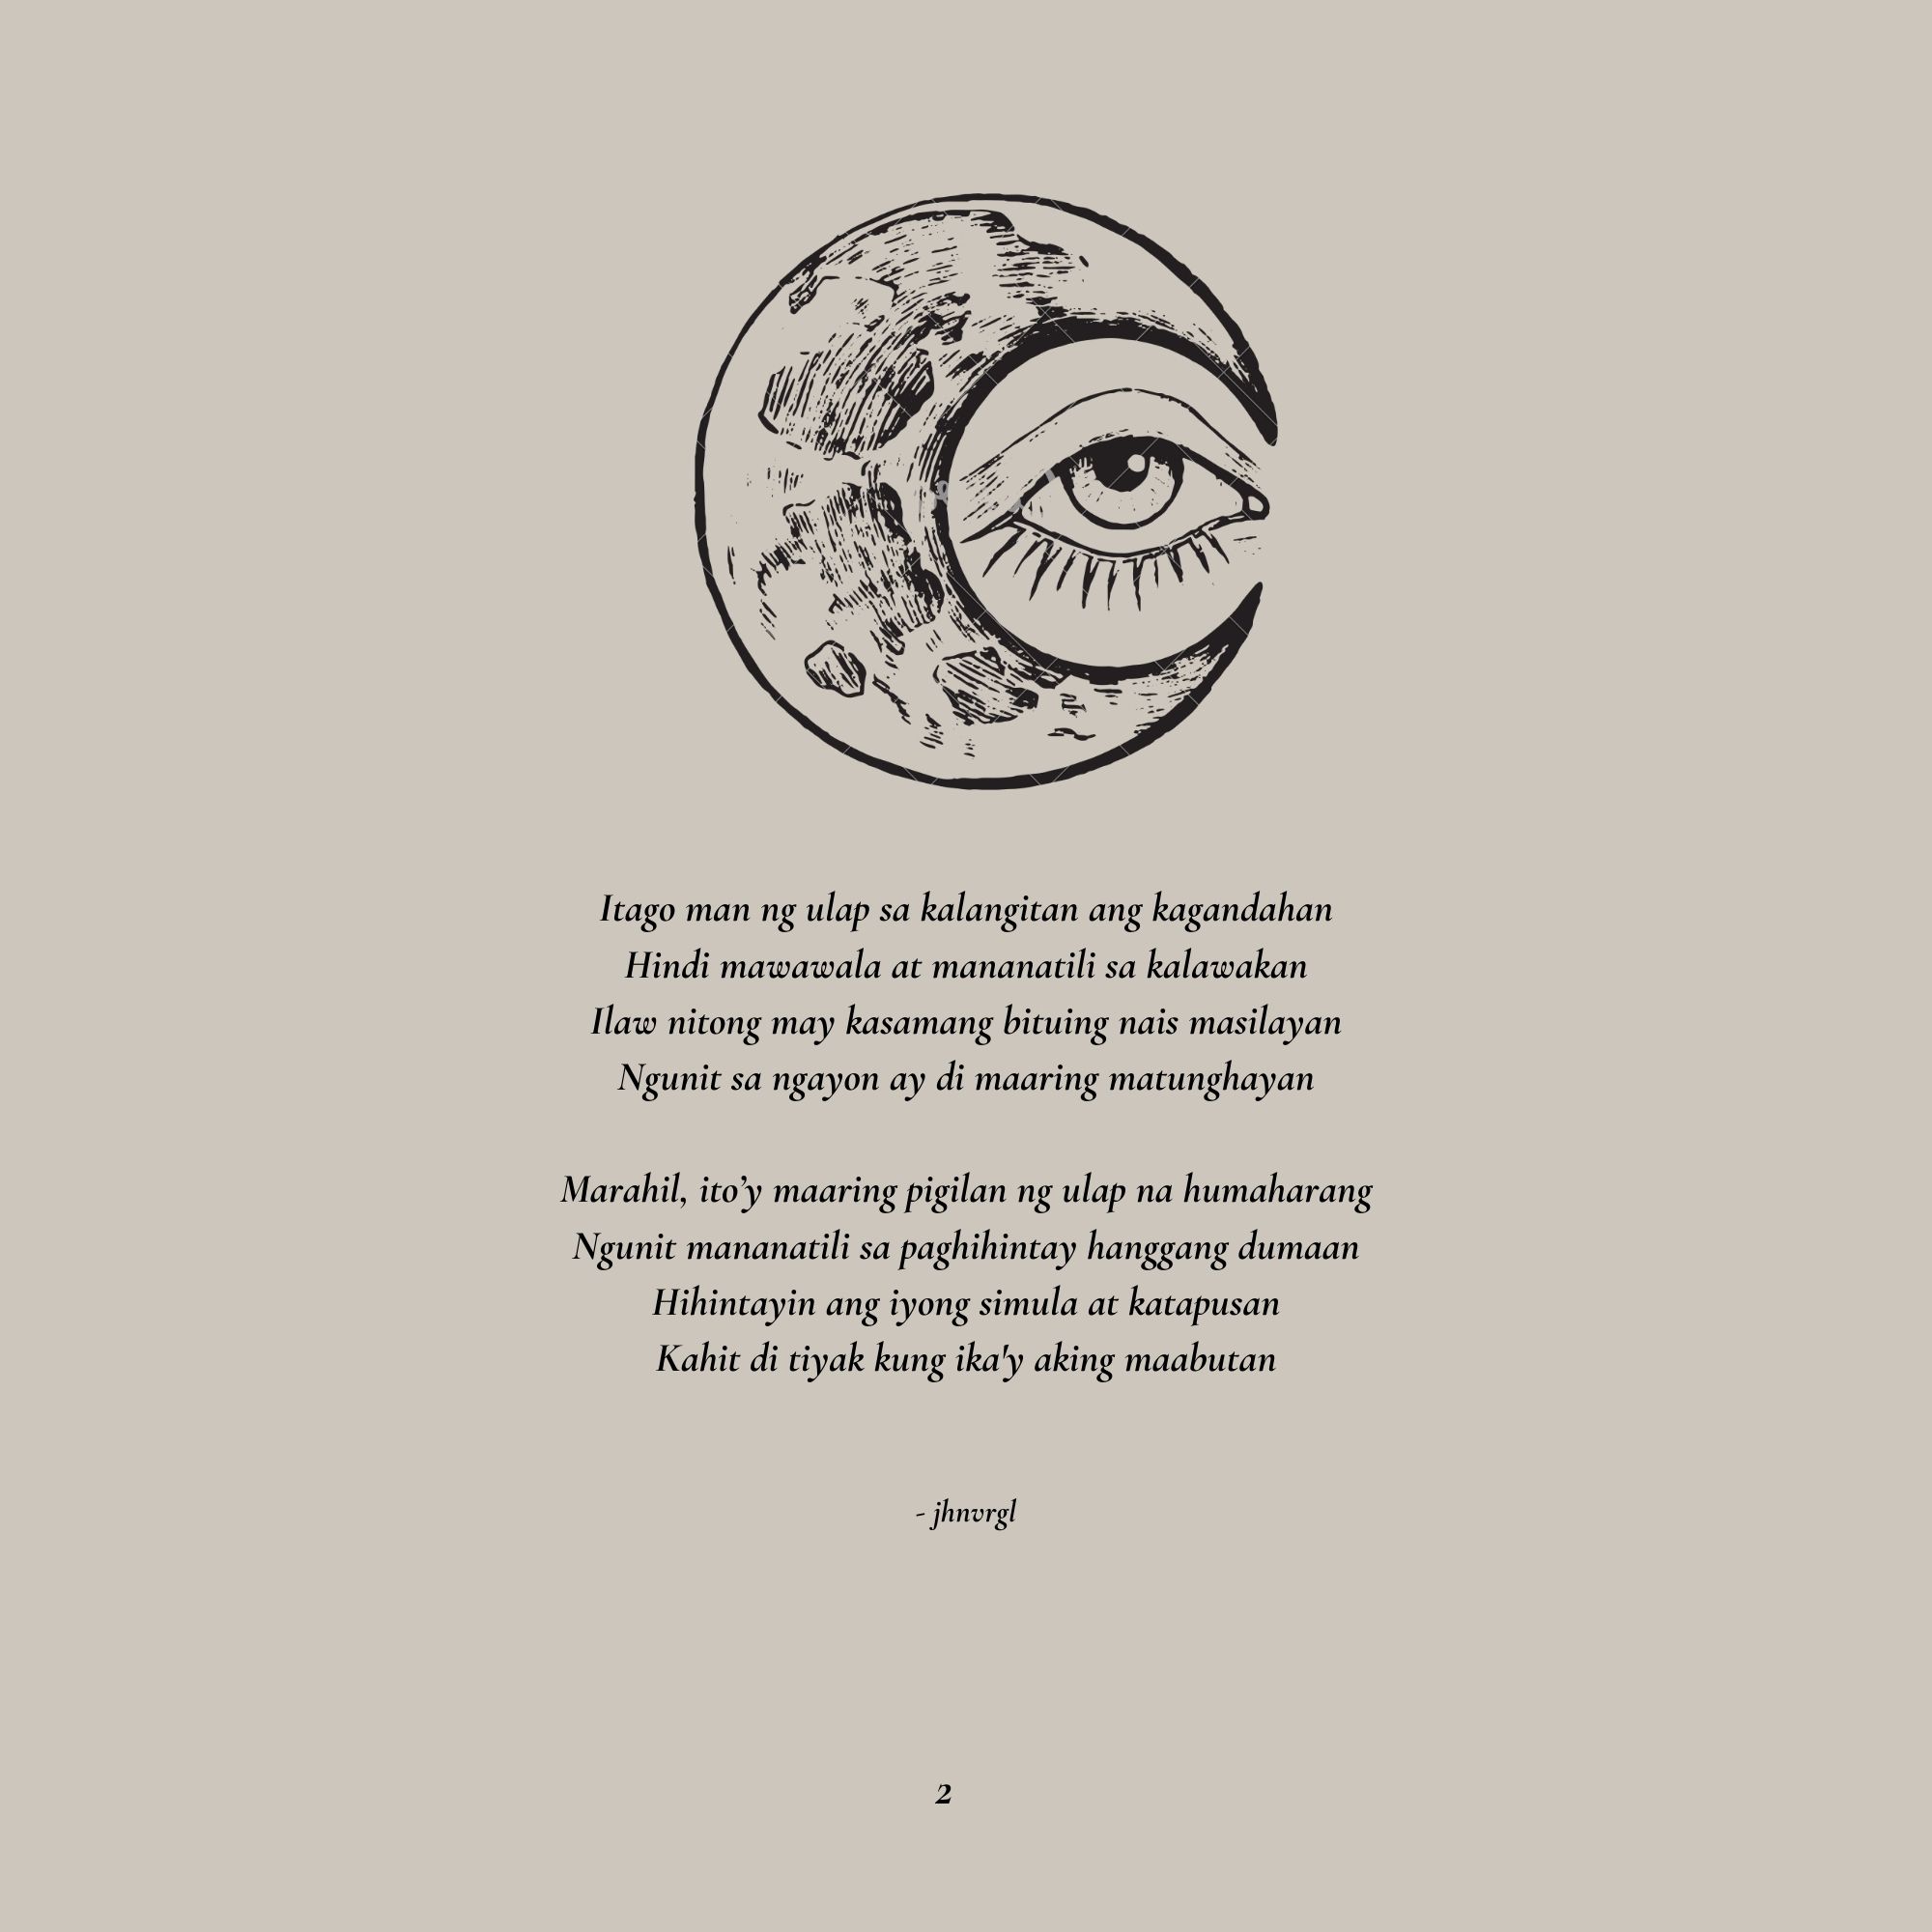 Itago man ng ulap sa kalangitan ang kagandahan
Hindi mawawala at mananatili sa kalawakan
Ilaw nitong may kasamang bituing nais masilayan
Ngunit sa ngayon ay di maaring matunghayan
Marahil, ito’y maaring pigilan ng ulap na humaharang
Ngunit mananatili sa paghihintay hanggang dumaan
Hihintayin ang iyong simula at katapusan
Kahit di tiyak kung ika'y aking maabutan
- jhnvrgl
2